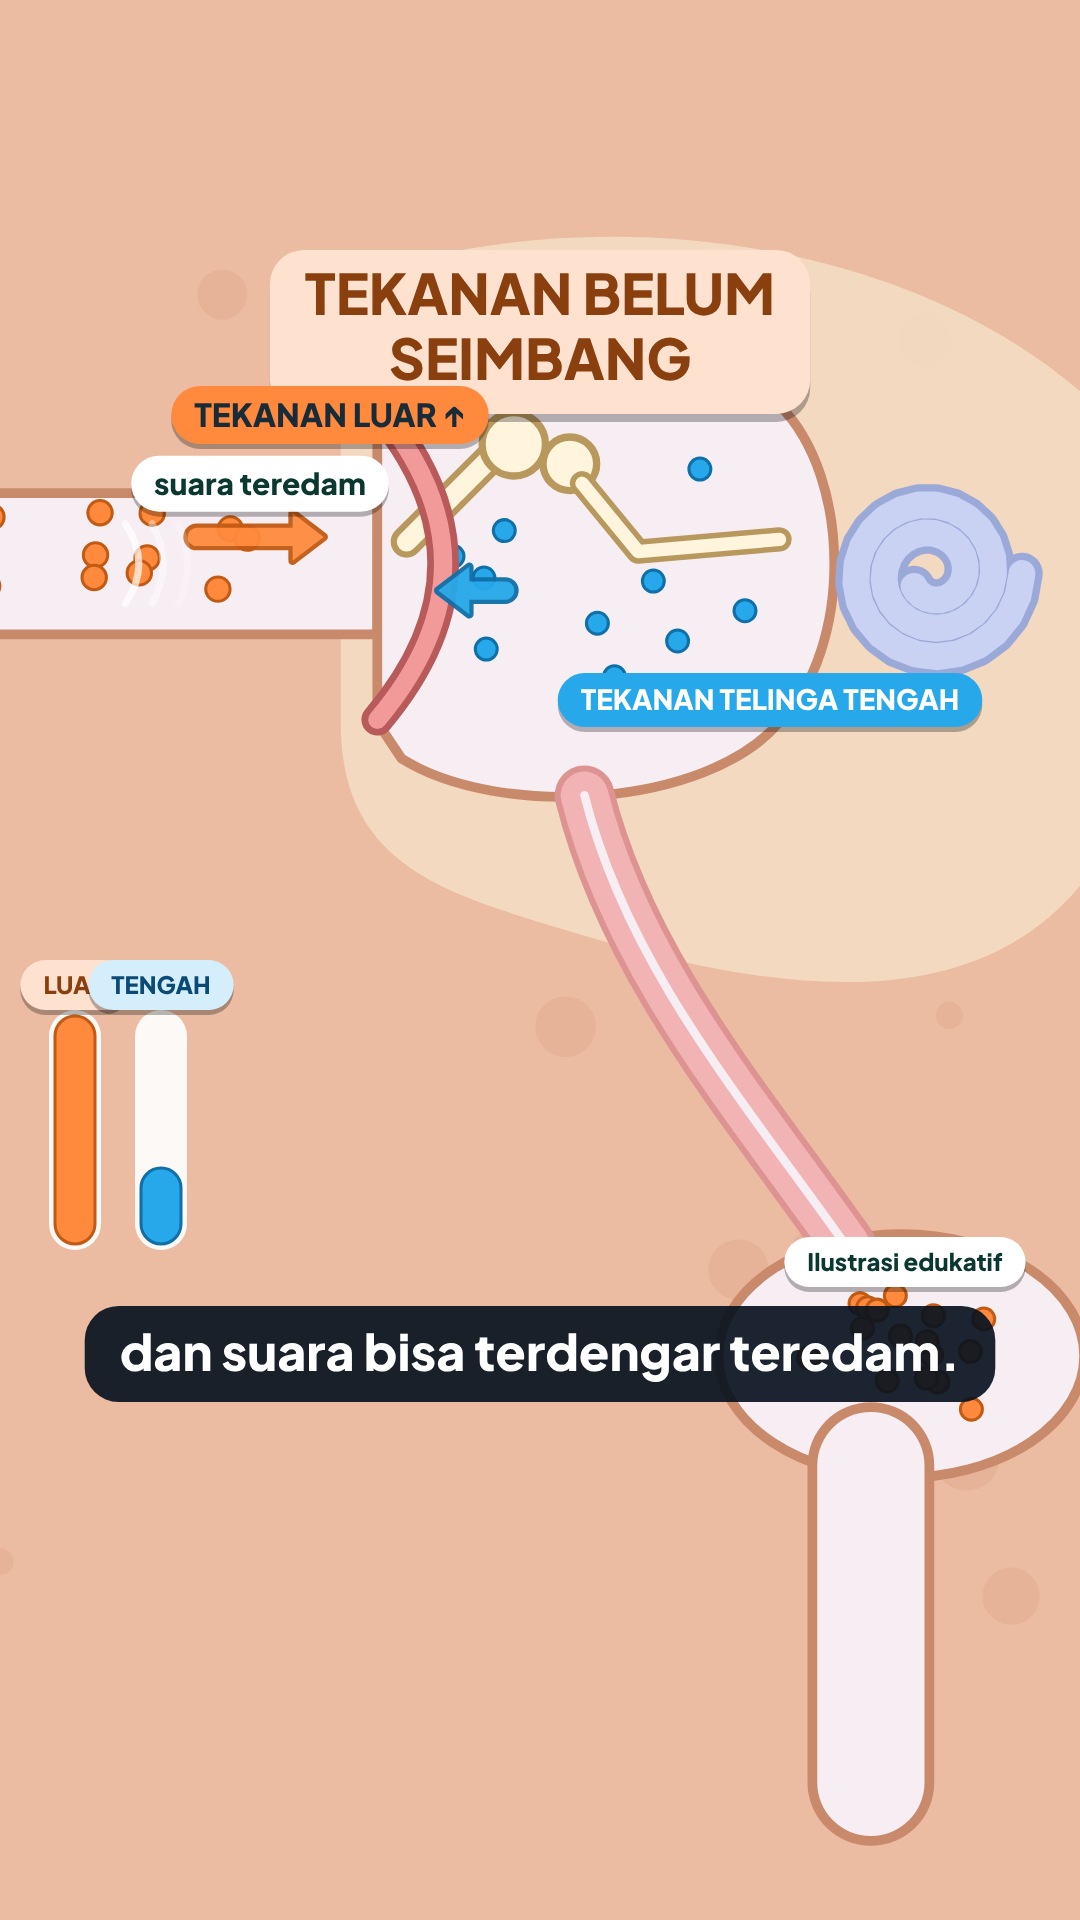 TEKANAN BELUM
SEIMBANG
TEKANAN LUAR ↑
suara teredam
TEKANAN TELINGA TENGAH
LUA
TENGAH
Ilustrasi edukatif
dan suara bisa terdengar teredam.